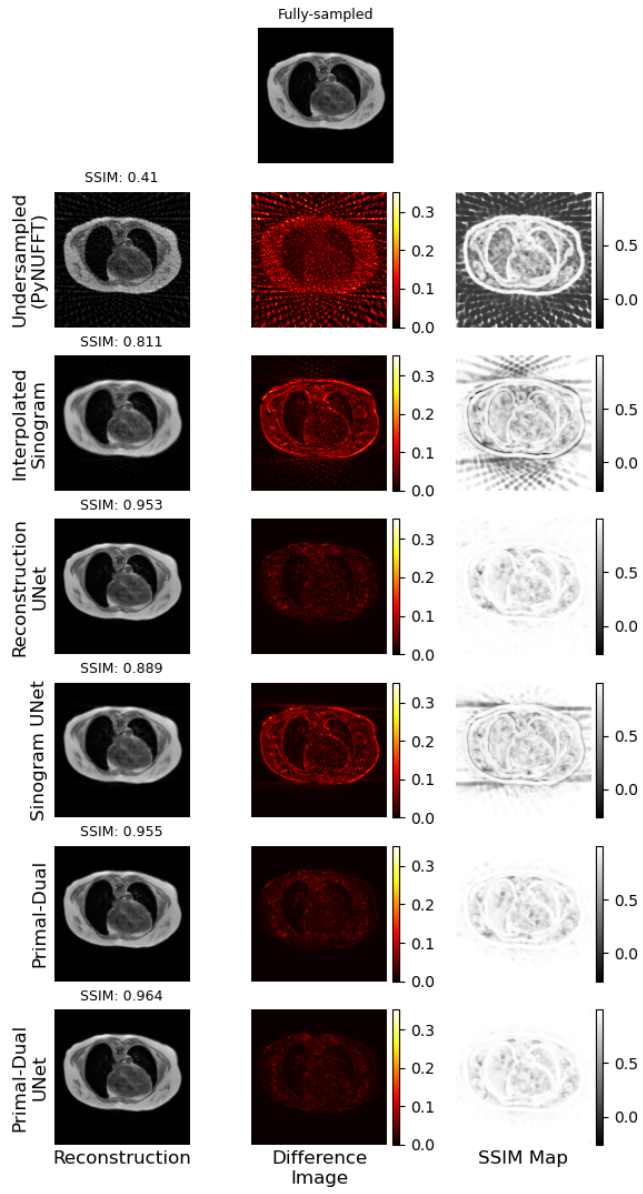 Fully-sampled
SSIM: 0.41
Undersampled
(PyNUFFT)
0.3
0.2
0.1
0.0
0.5
0.0
SSIM: 0.811
Interpolated
Sinogram
0.3
0.2
0.1
0.0
0.5
0.0
SSIM: 0.953
Reconstruction
UNet
0.3
0.2
0.1
0.0
0.5
0.0
SSIM: 0.889
Sinogram UNet
0.3
0.2
0.1
0.0
0.5
0.0
SSIM: 0.955
Primal-Dual
0.3
0.2
0.1
0.0
0.5
0.0
SSIM: 0.964
Primal-Dual
UNet
0.3
0.2
0.1
0.0
0.5
0.0
Reconstruction
Difference
Image
SSIM Map